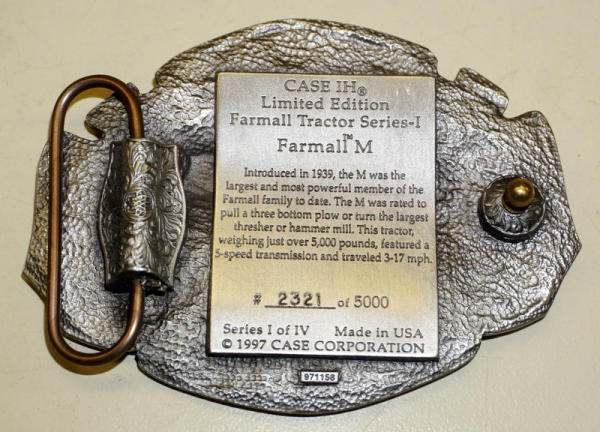 CASE IH®
Limited Edition
Farmall Tractor Series-I
Farmall™ M
Introduced in 1939, the M was the
largest and most powerful member of the
Farmall family to date. The M was rated to
pull a three bottom plow or turn the largest
thresher or hammer mill. This tractor,
weighing just over 5,000 pounds, featured a
5-speed transmission and traveled 3-17 mph.
# 2321 of 5000
Series I of IV Made in USA
© 1997 CASE CORPORATION
971158